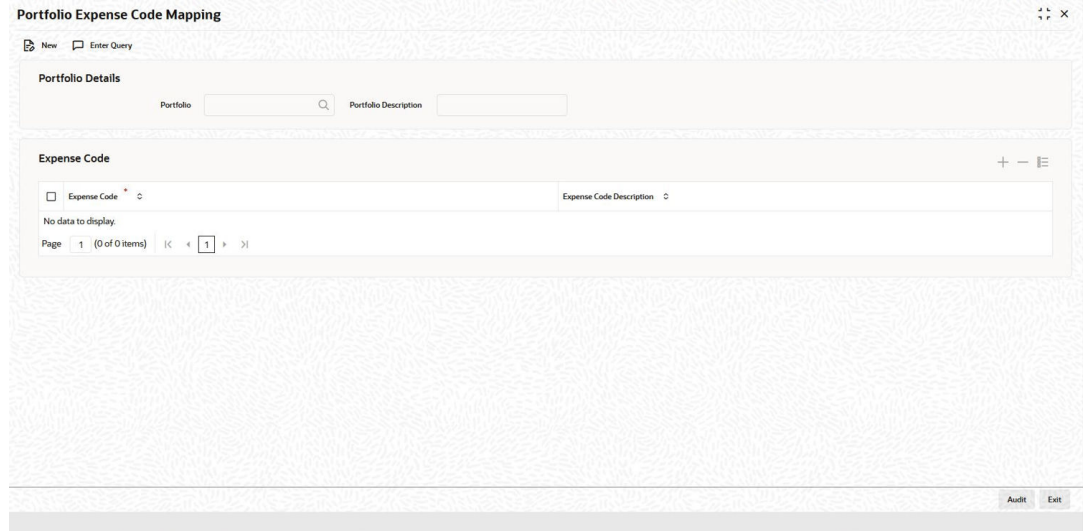 Portfolio Expense Code Mapping
New Enter Query
Portfolio Details
Portfolio Portfolio Description
Expense Code
Expense Code * Expense Code Description
No data to display.
Page 1 (0 of 0 items) 1
Audit Exit